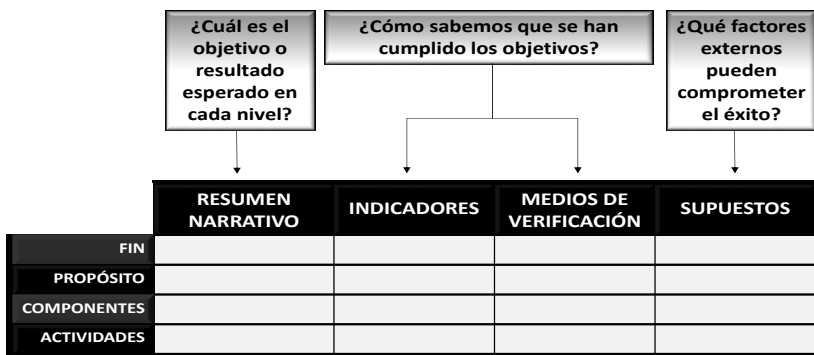 ¿Cuál es el
objetivo o
resultado
esperado en
cada nivel?
¿Cómo sabemos que se han
cumplido los objetivos?
¿Qué factores
externos
pueden
comprometer
el éxito?
RESUMEN
NARRATIVO
INDICADORES
MEDIOS DE
VERIFICACIÓN
SUPUESTOS
FIN
PROPÓSITO
COMPONENTES
ACTIVIDADES